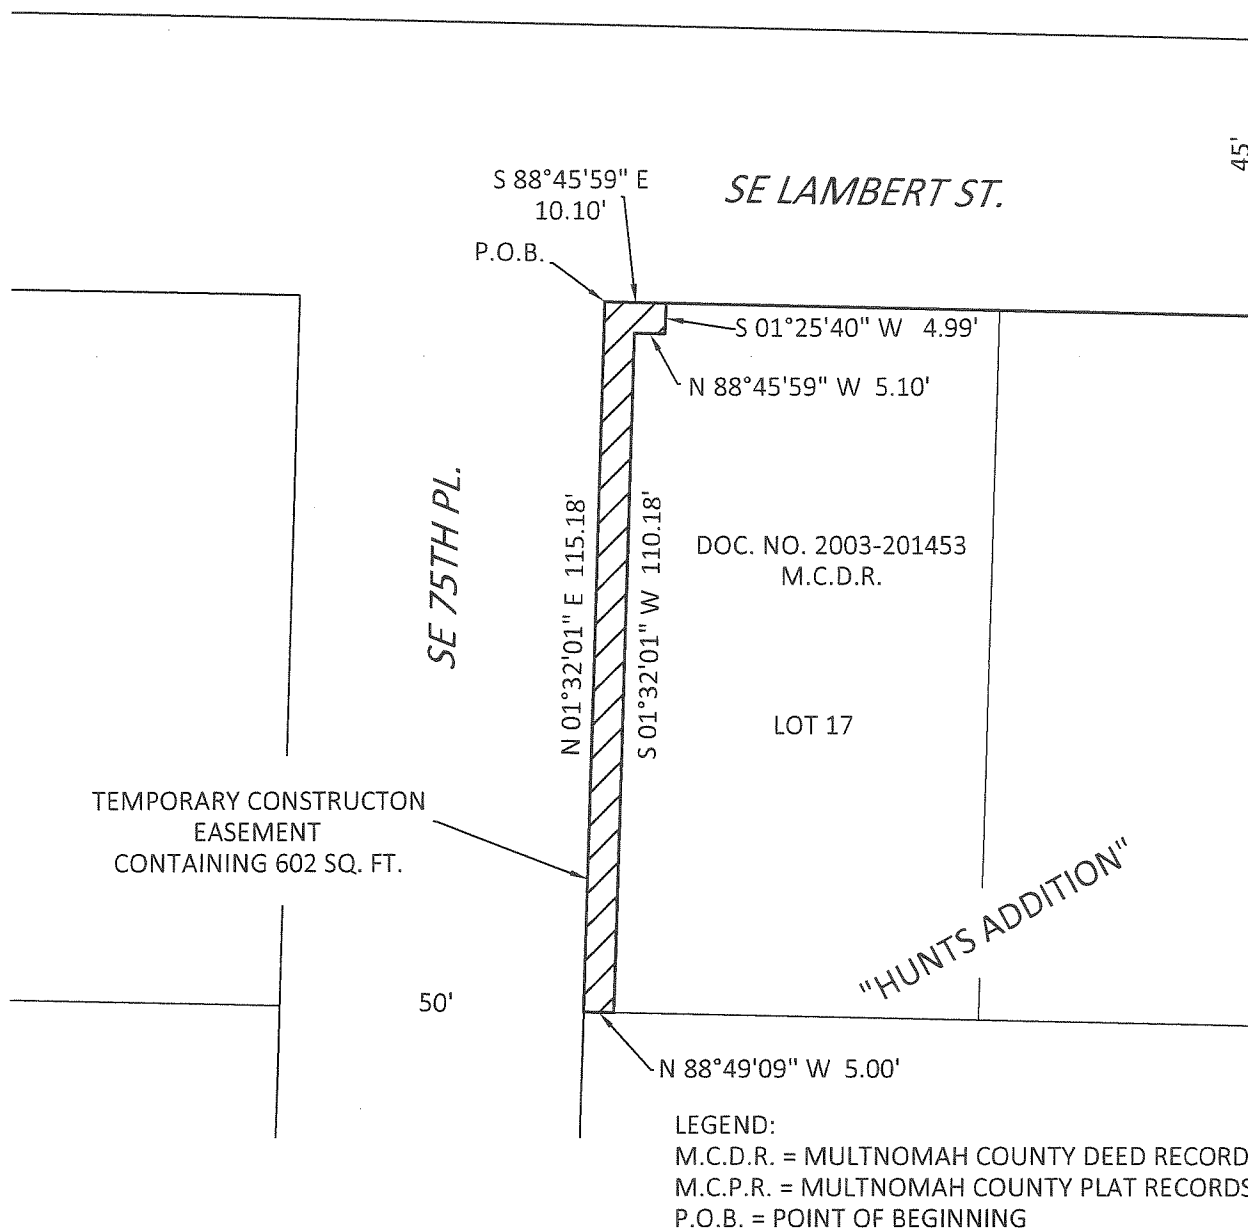 45'
SE LAMBERT ST.
S 88°45'59" E
10.10'
P.O.B.
S 01°25'40" W 4.99'
N 88°45'59" W 5.10'
SE 75TH PL.
N 01°32'01" E 115.18'
S 01°32'01" W 110.18'
DOC. NO. 2003-201453
M.C.D.R.
LOT 17
TEMPORARY CONSTRUCTON
EASEMENT
CONTAINING 602 SQ. FT.
"HUNTS ADDITION"
50'
N 88°49'09" W 5.00'
LEGEND:
M.C.D.R. = MULTNOMAH COUNTY DEED RECORD
M.C.P.R. = MULTNOMAH COUNTY PLAT RECORDS
P.O.B. = POINT OF BEGINNING